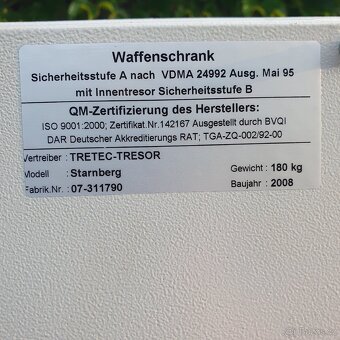 Waffenschrank
Sicherheitsstufe A nach VDMA 24992 Ausg. Mai 95
mit Innentresor Sicherheitsstufe B
QM-Zertifizierung des Herstellers:
ISO 9001:2000; Zertifikat.Nr.142167 Ausgestellt durch BVQI
DAR Deutscher Akkreditierungs RAT; TGA-ZQ-002/92-00
Vertreiber : TRETEC-TRESOR
Modell : Starnberg Gewicht : 180 kg
Fabrik.Nr. : 07-311790 Baujahr : 2008